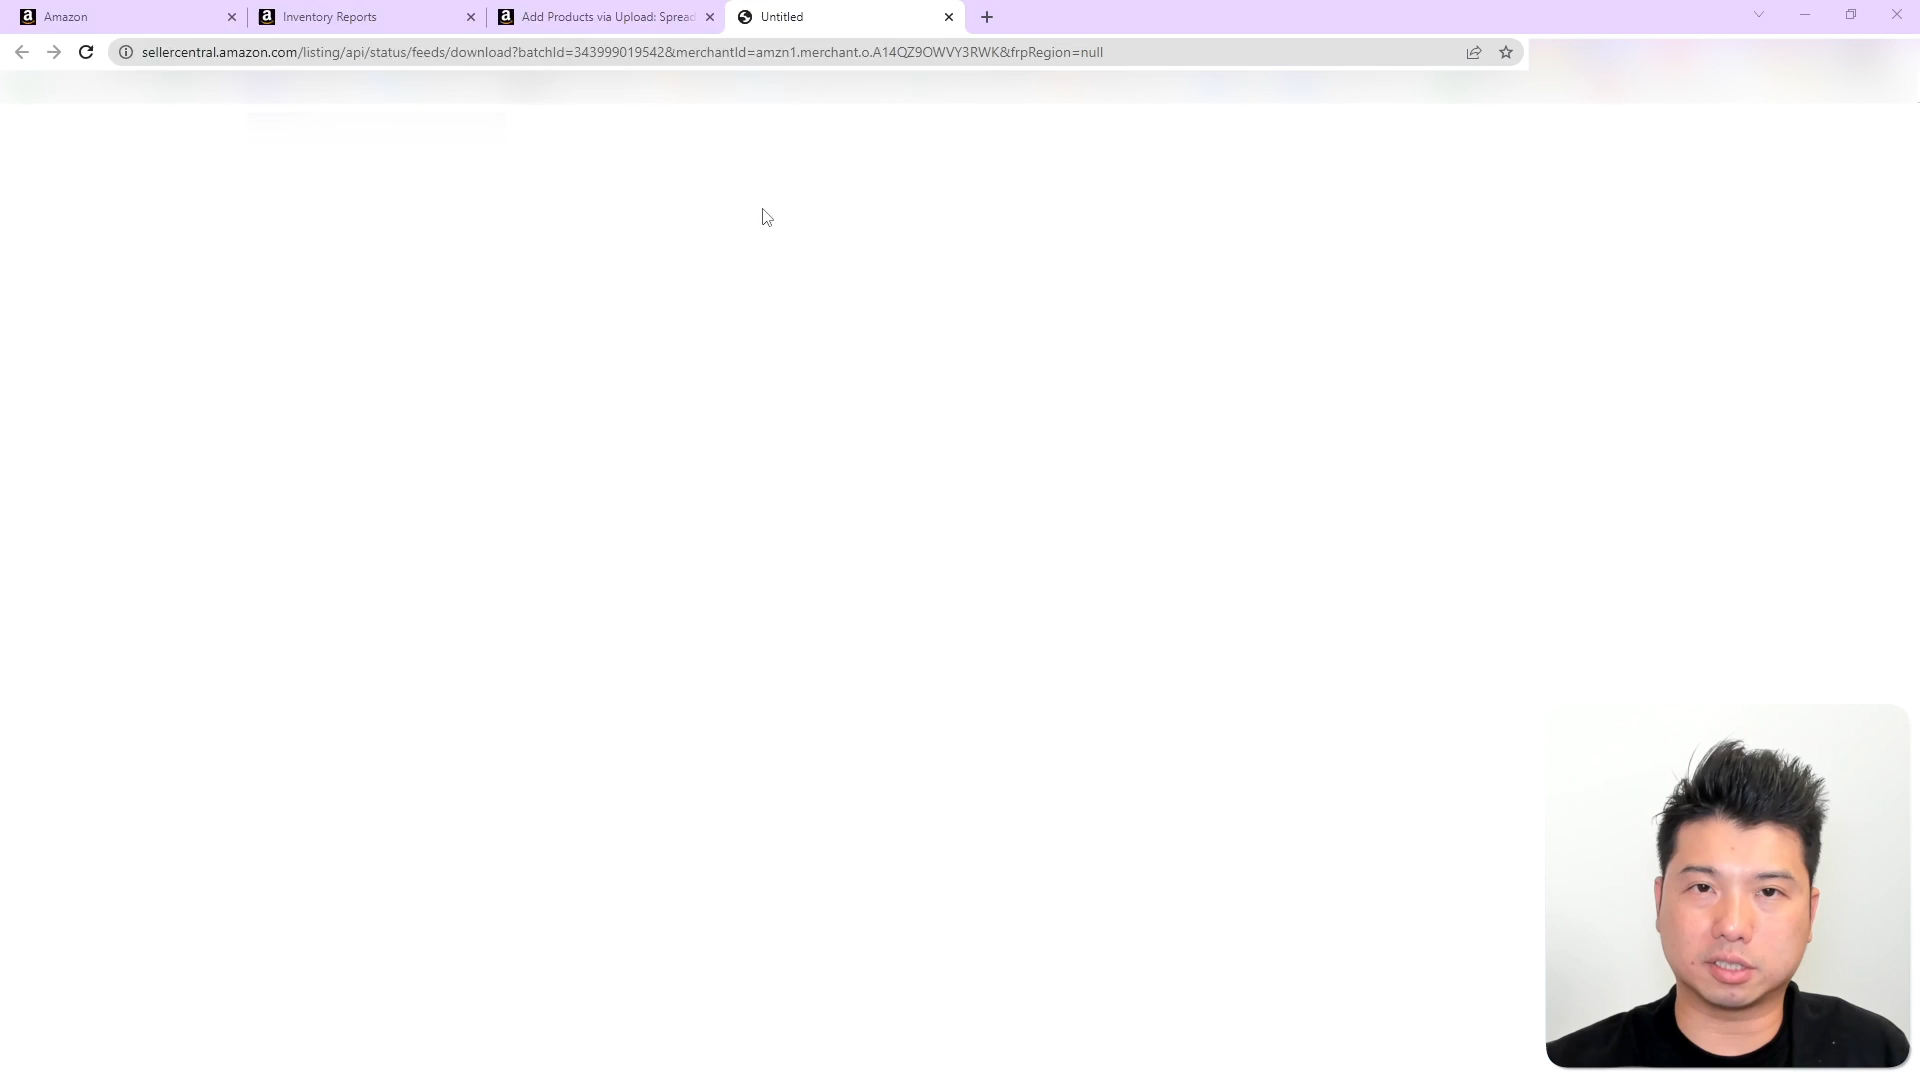 Amazon
Inventory Reports
Add Products via Upload: Spread
Untitled
sellercentral.amazon.com/listing/api/status/feeds/download?batchId=343999019542&merchantId=amzn1.merchant.o.A14QZ9OWVY3RWK&frpRegion=null